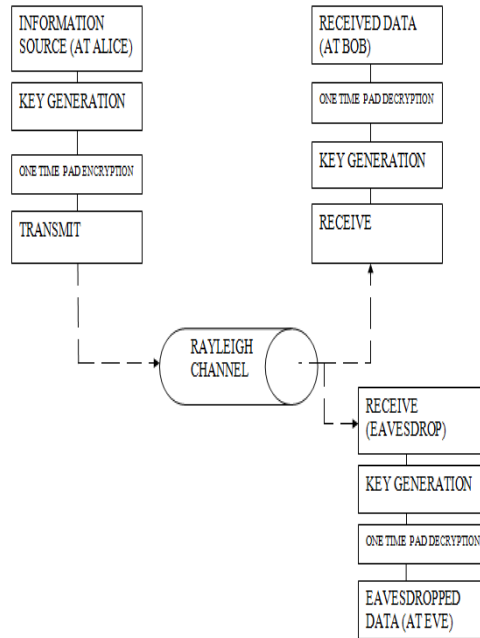 INFORMATION
SOURCE (AT ALICE)
KEY GENERATION
ONE TIME PAD ENCRYPTION
TRANSMIT
RECEIVED DATA
(AT BOB)
ONE TIME PAD DECRYPTION
KEY GENERATION
RECEIVE
RAYLEIGH
CHANNEL
RECEIVE
(EAVESDROP)
KEY GENERATION
ONE TIME PAD DECRYPTION
EAVESDROPPED
DATA (AT EVE)